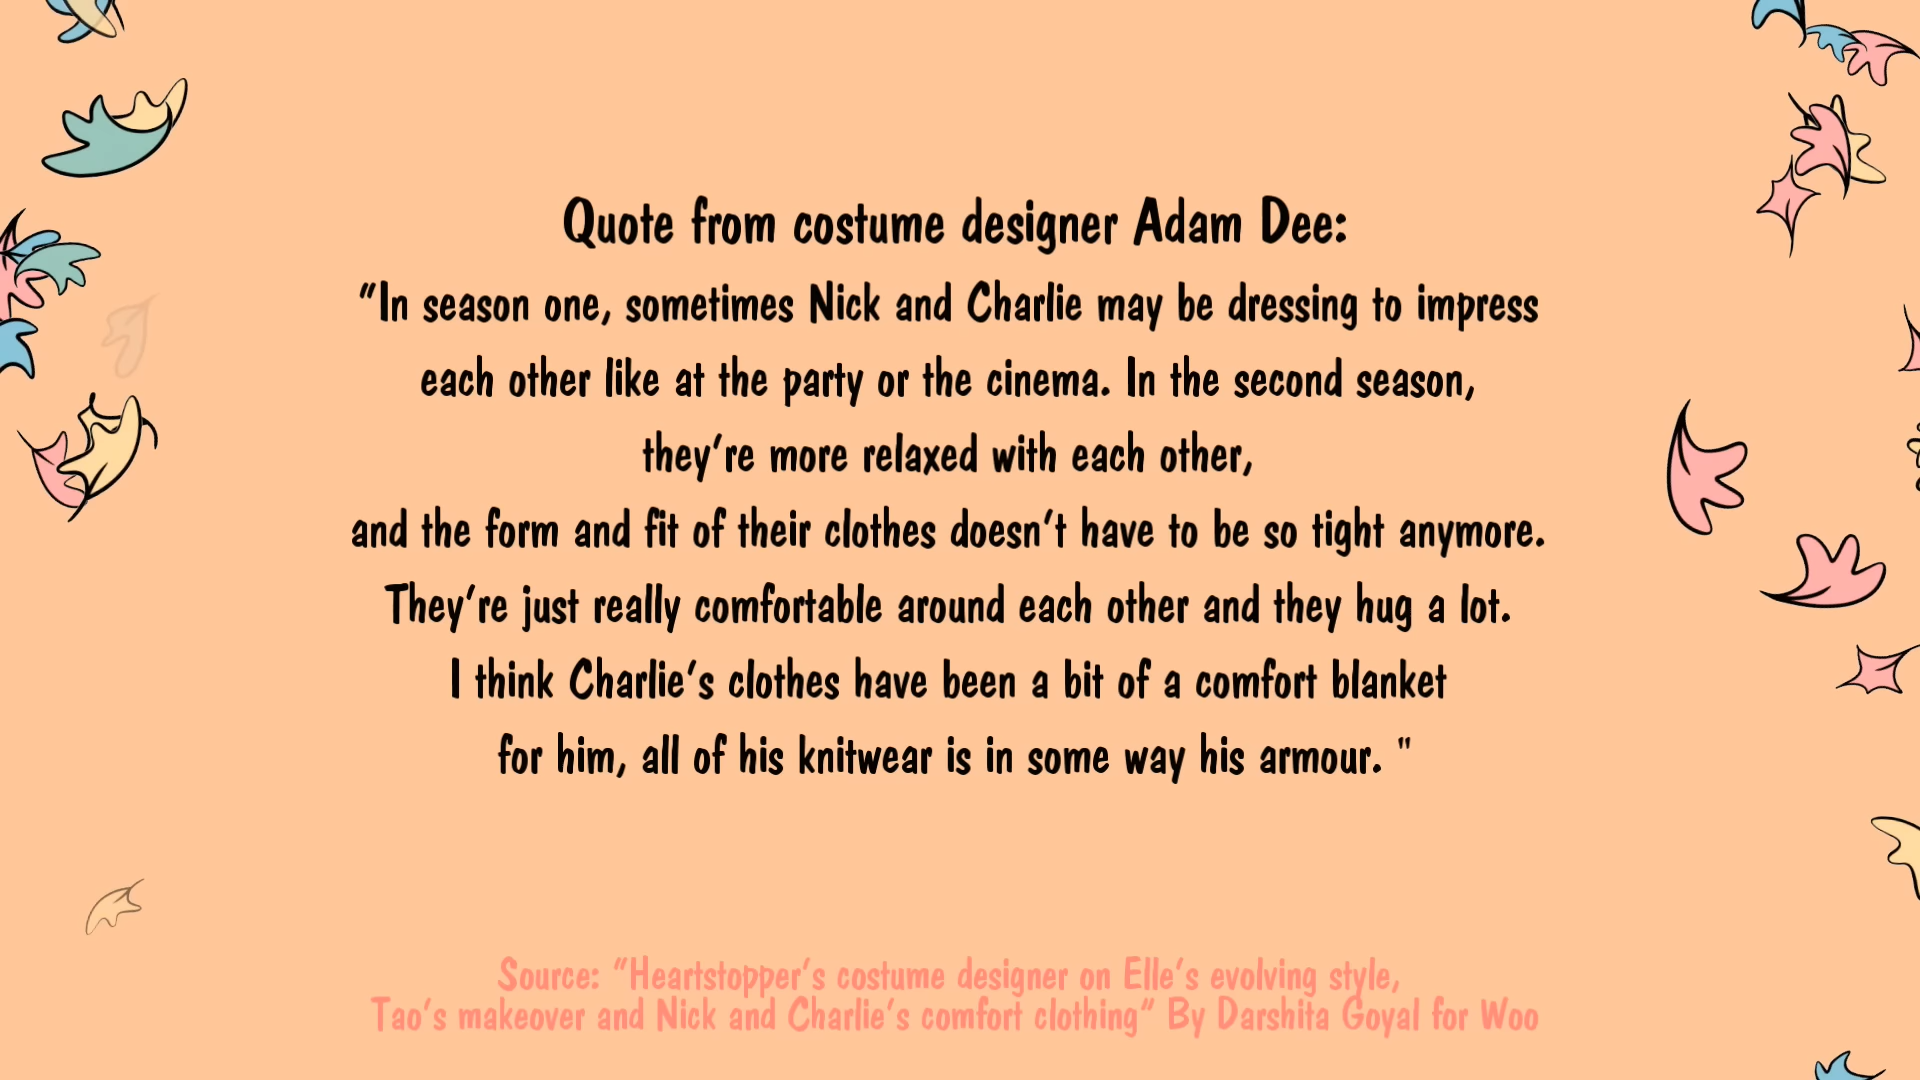 Quote from costume designer Adam Dee:
“In season one, sometimes Nick and Charlie may be dressing to impress
each other like at the party or the cinema. In the second season,
they’re more relaxed with each other,
and the form and fit of their clothes doesn’t have to be so tight anymore.
They’re just really comfortable around each other and they hug a lot.
I think Charlie’s clothes have been a bit of a comfort blanket
for him, all of his knitwear is in some way his armour. "
Source: “Heartstopper’s costume designer on Elle’s evolving style,
Tao’s makeover and Nick and Charlie’s comfort clothing” By Darshita Goyal for Woo